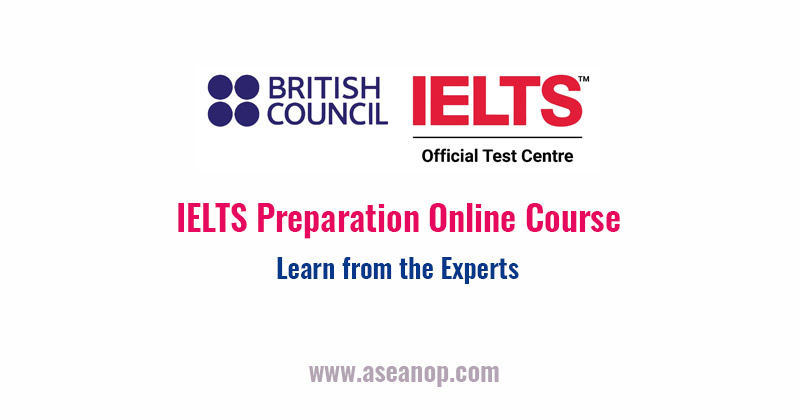 BRITISH
COUNCIL
IELTS™
Official Test Centre
IELTS Preparation Online Course
Learn from the Experts
www.aseanop.com